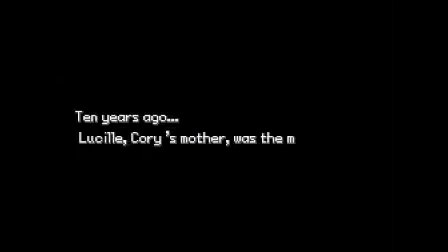 Ten years ago...
Lucille, Cory's mother, was the m